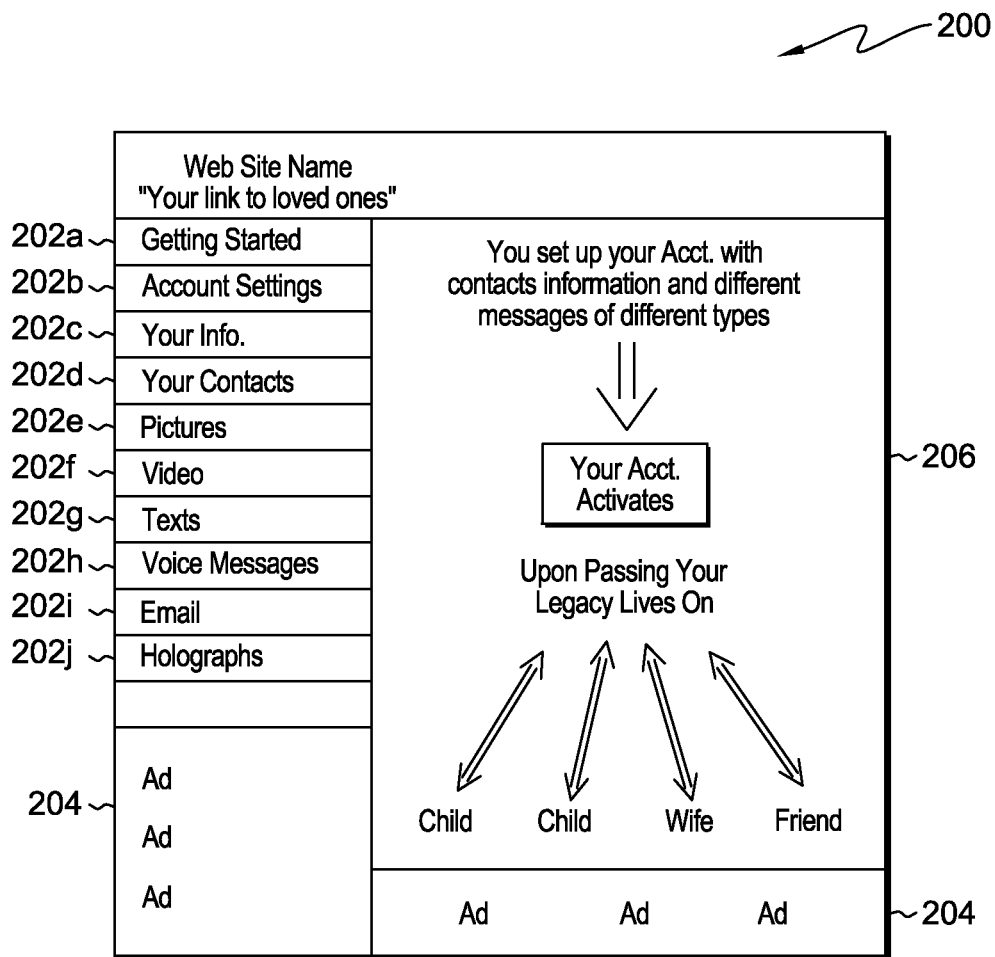 200
Web Site Name
"Your link to loved ones"
202a
Getting Started
202b
Account Settings
202c
Your Info.
202d
Your Contacts
202e
Pictures
202f
Video
202g
Texts
202h
Voice Messages
202i
Email
202j
Holographs
204
Ad
Ad
Ad
You set up your Acct. with
contacts information and different
messages of different types
Your Acct.
Activates
206
Upon Passing Your
Legacy Lives On
Child Child Wife Friend
Ad Ad Ad
204